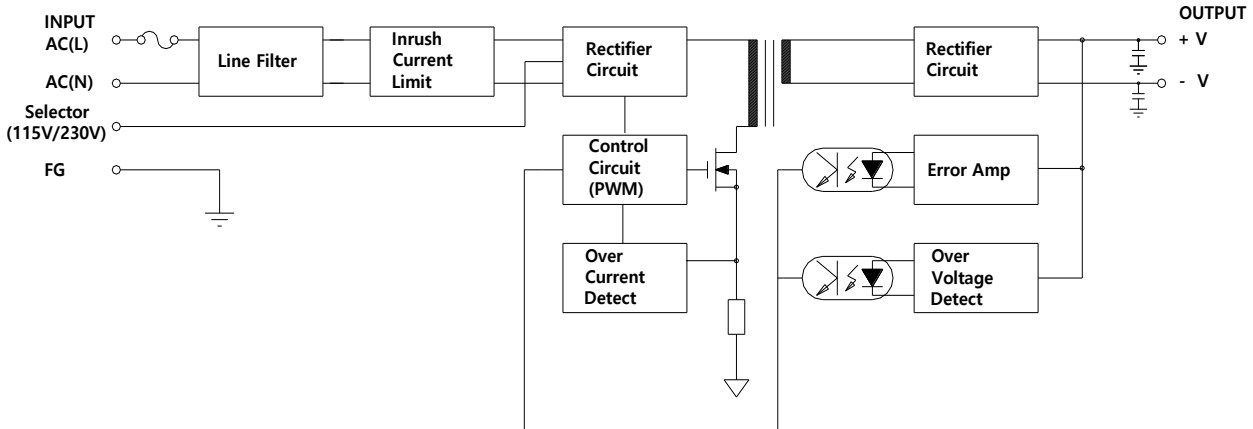 INPUT
AC(L)
AC(N)
Selector
(115V/230V)
FG
Line Filter
Inrush
Current
Limit
Rectifier
Circuit
Control
Circuit
(PWM)
Over
Current
Detect
Rectifier
Circuit
Error Amp
Over
Voltage
Detect
OUTPUT
+ V
- V